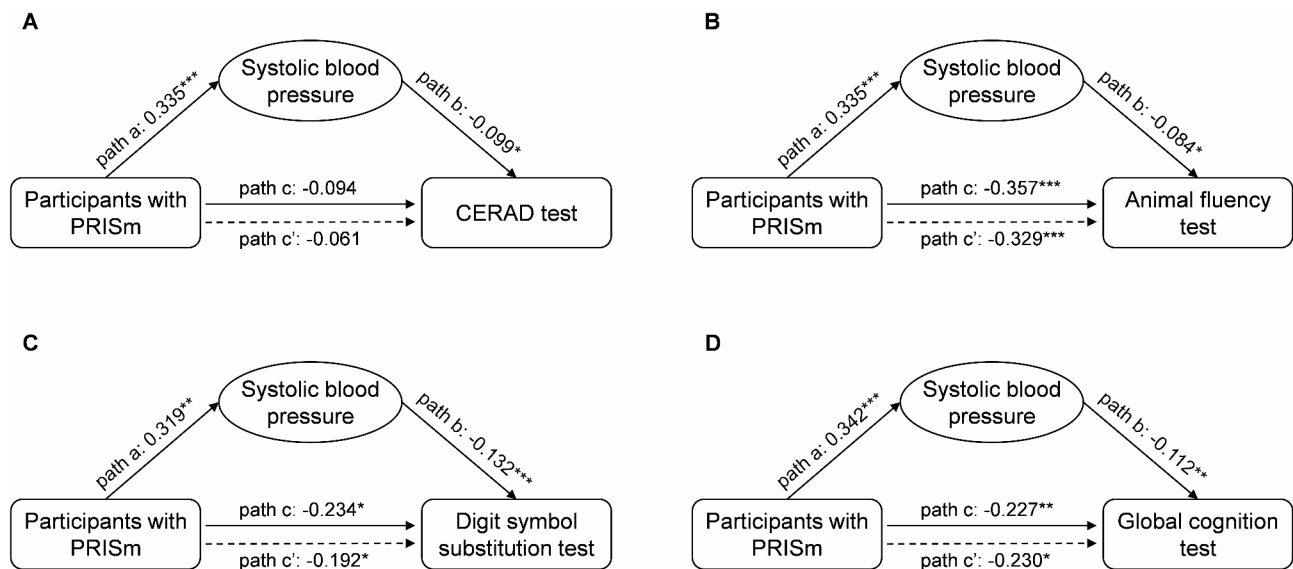 A
Systolic blood
pressure
path a: 0.335***
path b: -0.099*
Participants with
PRISm
path c: -0.094
path c’: -0.061
CERAD test
B
Systolic blood
pressure
path a: 0.335***
path b: -0.084*
Participants with
PRISm
path c: -0.357***
path c’: -0.329***
Animal fluency
test
C
Systolic blood
pressure
path a: 0.319**
path b: -0.132***
Participants with
PRISm
path c: -0.234*
path c’: -0.192*
Digit symbol
substitution test
D
Systolic blood
pressure
path a: 0.342***
path b: -0.112**
Participants with
PRISm
path c: -0.227**
path c’: -0.230*
Global cognition
test